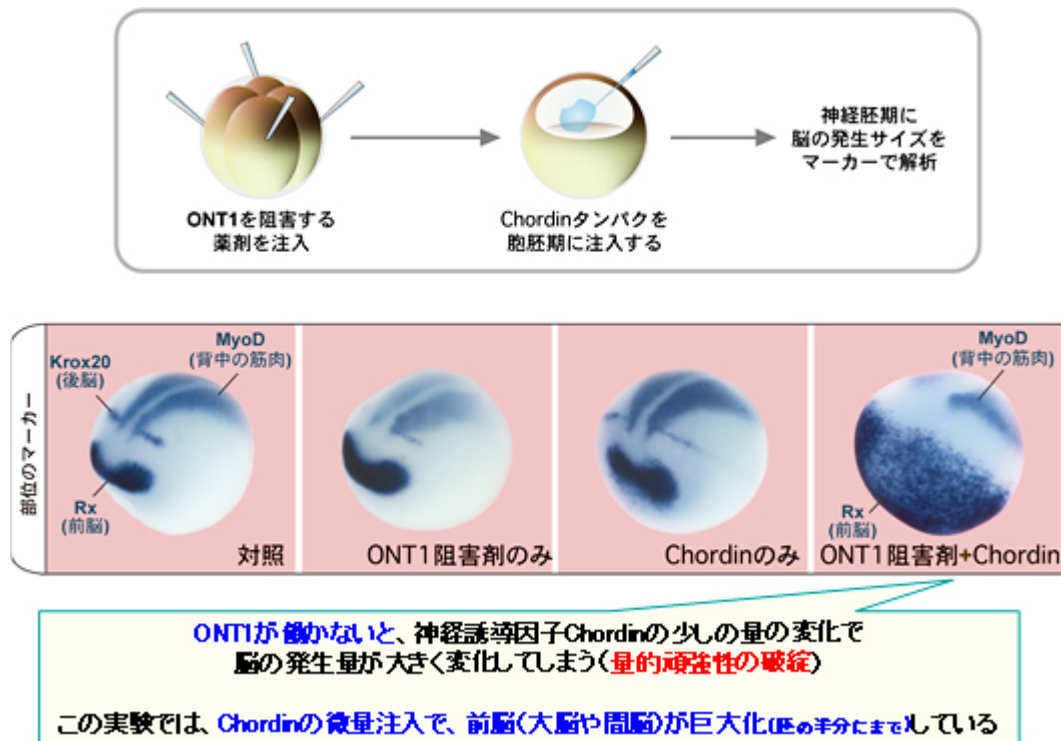 ONT1を阻害する
薬剤を注入
Chordinタンパクを
胞胚期に注入する
神経胚期に
脳の発生サイズを
マーカーで解析
部位のマーカー
Krox20
(後脳)
MyoD
(背中の筋肉)
Rx
(前脳)
対照
ONT1阻害剤のみ
Chordinのみ
MyoD
(背中の筋肉)
Rx
(前脳)
ONT1阻害剤+Chordin
ONT1が働かないと、神経誘導因子Chordinの少しの量の変化で
脳の発生量が大きく変化してしまう(量的頑強性の破綻)
この実験では、Chordinの微量注入で、前脳(大脳や間脳)が巨大化(胚の半分にまで)している